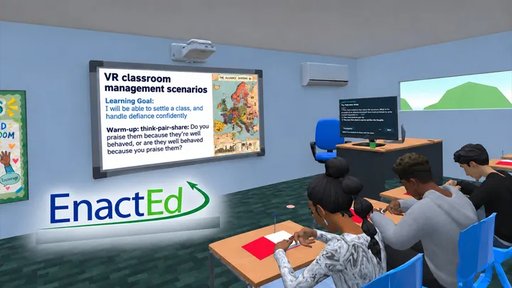 VR classroom
management scenarios
Learning Goal:
I will be able to settle a class, and
handle defiance confidently
Warm-up: think-pair-share: Do you
praise them because they're well
behaved, or are they well behaved
because you praise them?
EnactEd